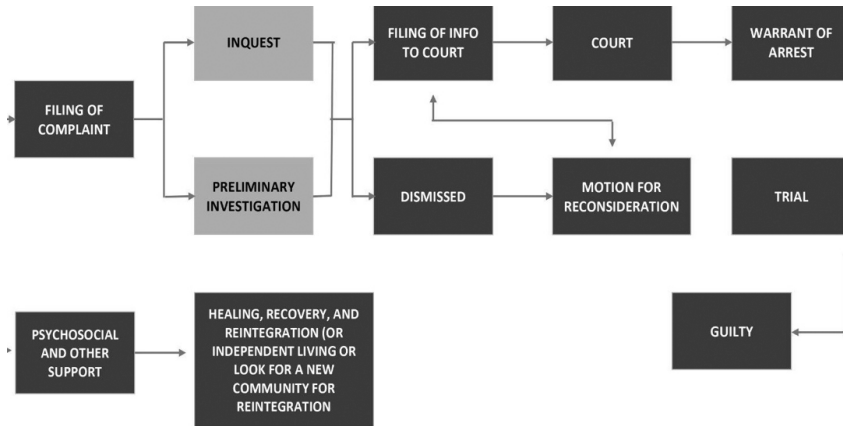 INQUEST
FILING OF INFO
TO COURT
COURT
WARRANT OF
ARREST
FILING OF
COMPLAINT
PRELIMINARY
INVESTIGATION
DISMISSED
MOTION FOR
RECONSIDERATION
TRIAL
PSYCHOSOCIAL
AND OTHER
SUPPORT
HEALING, RECOVERY, AND
REINTEGRATION (OR
INDEPENDENT LIVING OR
LOOK FOR A NEW
COMMUNITY FOR
REINTEGRATION
GUILTY